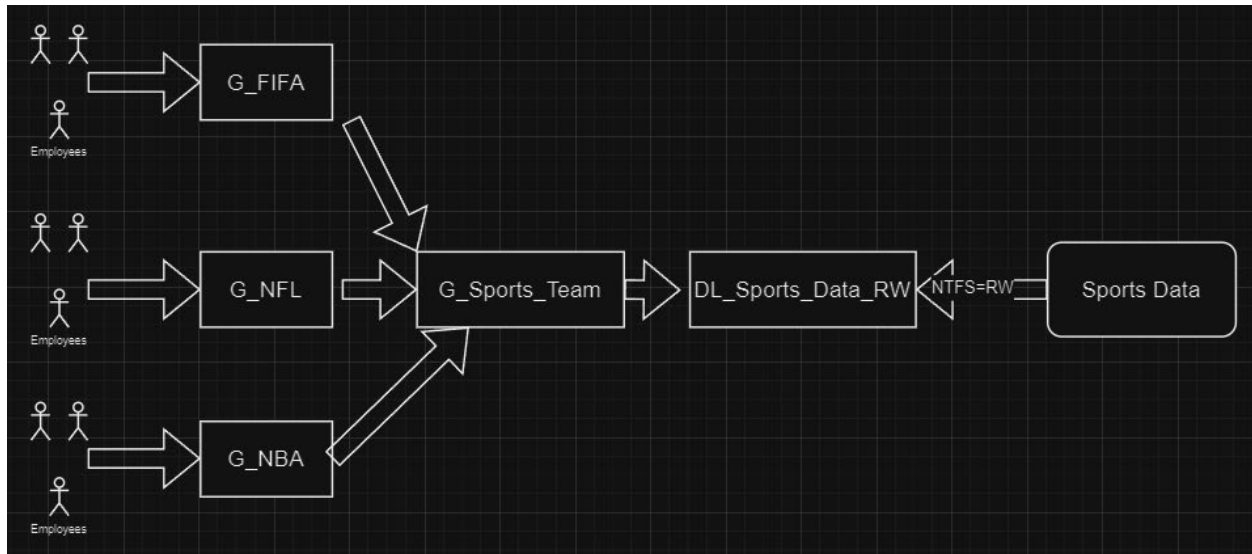 G_FIFA
Employees
G_NFL
G_Sports_Team
DL_Sports_Data_RW
NTFS=RW
Sports Data
Employees
G_NBA
Employees